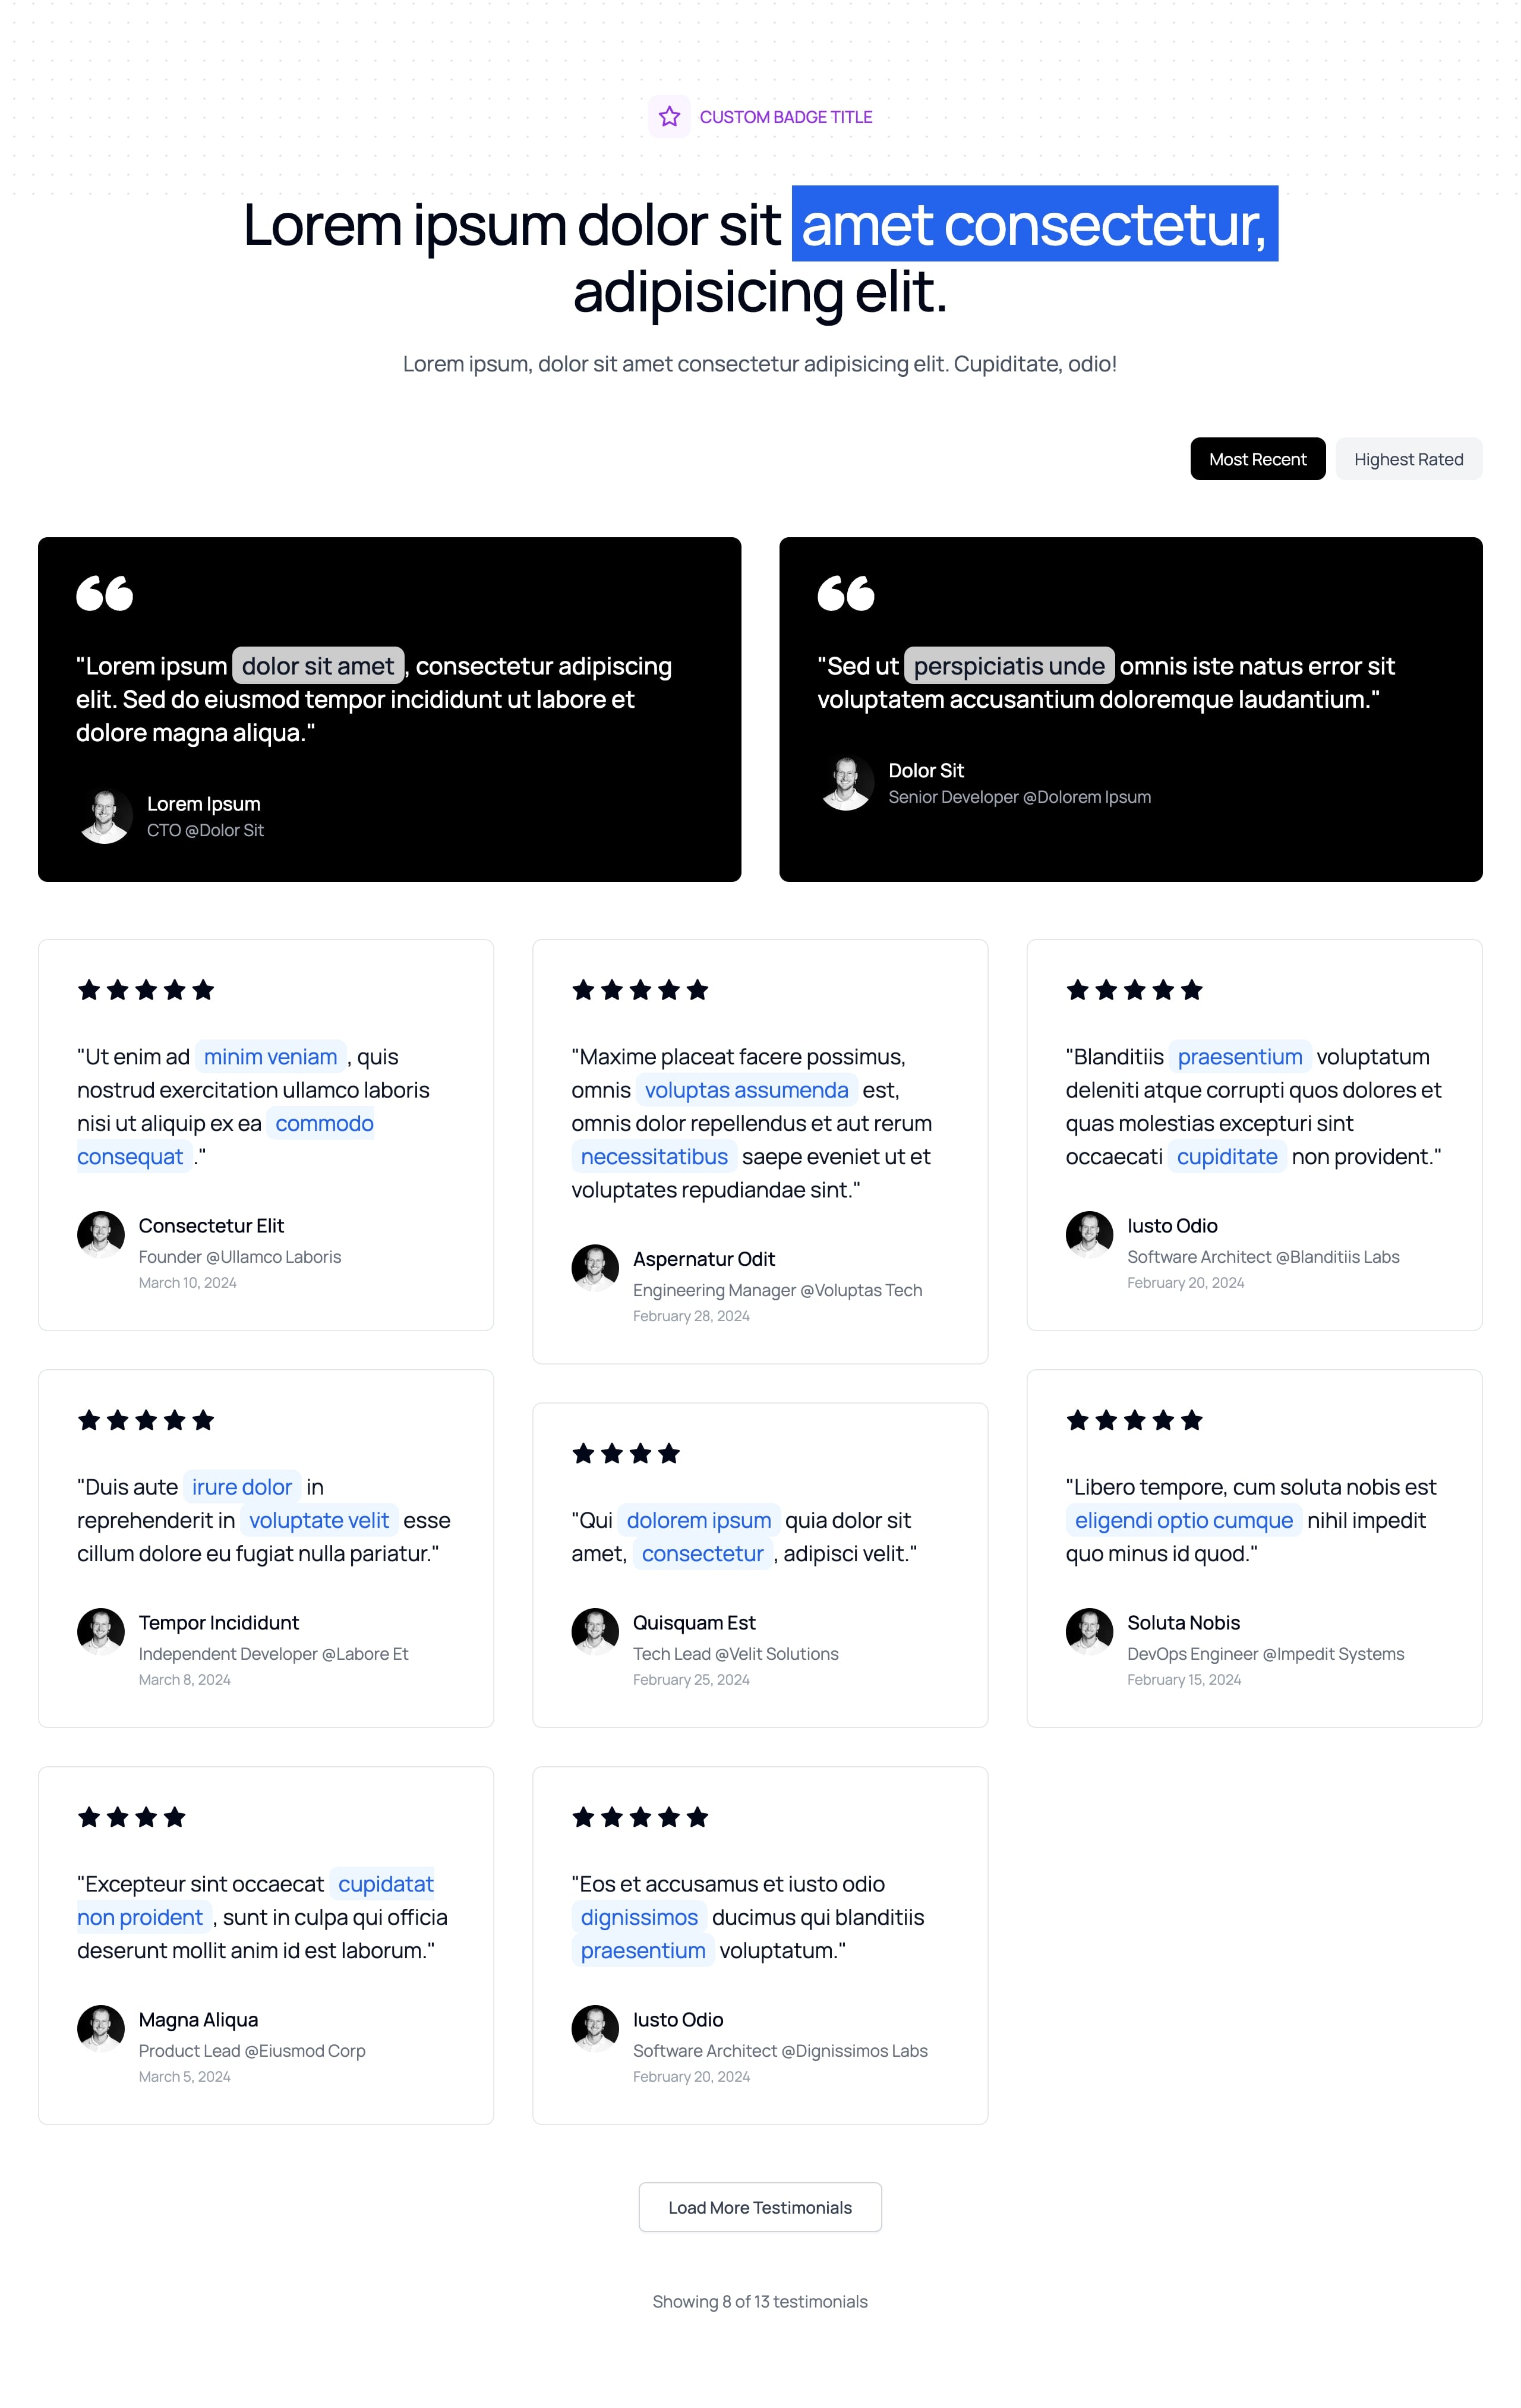 CUSTOM BADGE TITLE
Lorem ipsum dolor sit amet consectetur,
adipisicing elit.
Lorem ipsum, dolor sit amet consectetur adipisicing elit. Cupiditate, odio!
Most Recent
Highest Rated
"Lorem ipsum dolor sit amet, consectetur adipiscing
elit. Sed do eiusmod tempor incididunt ut labore et
dolore magna aliqua."
Lorem Ipsum
CTO @Dolor Sit
"Sed ut perspiciatis unde omnis iste natus error sit
voluptatem accusantium doloremque laudantium."
Dolor Sit
Senior Developer @Dolorem Ipsum
"Ut enim ad minim veniam, quis
nostrud exercitation ullamco laboris
nisi ut aliquip ex ea commodo
consequat."
Consectetur Elit
Founder @Ullamco Laboris
March 10, 2024
"Maxime placeat facere possimus,
omnis voluptas assumenda est,
omnis dolor repellendus et aut rerum
necessitatibus saepe eveniet ut et
voluptates repudiandae sint."
Aspernatur Odit
Engineering Manager @Voluptas Tech
February 28, 2024
"Blanditiis praesentium voluptatum
deleniti atque corrupti quos dolores et
quas molestias excepturi sint
occaecati cupiditate non provident."
Iusto Odio
Software Architect @Blanditiis Labs
February 20, 2024
"Duis aute irure dolor in
reprehenderit in voluptate velit esse
cillum dolore eu fugiat nulla pariatur."
Tempor Incididunt
Independent Developer @Labore Et
March 8, 2024
"Qui dolorem ipsum quia dolor sit
amet, consectetur, adipisci velit."
Quisquam Est
Tech Lead @Velit Solutions
February 25, 2024
"Libero tempore, cum soluta nobis est
eligendi optio cumque nihil impedit
quo minus id quod."
Soluta Nobis
DevOps Engineer @Impedit Systems
February 15, 2024
"Excepteur sint occaecat cupidatat
non proident, sunt in culpa qui officia
deserunt mollit anim id est laborum."
Magna Aliqua
Product Lead @Eiusmod Corp
March 5, 2024
"Eos et accusamus et iusto odio
dignissimos ducimus qui blanditiis
praesentium voluptatum."
Iusto Odio
Software Architect @Dignissimos Labs
February 20, 2024
Load More Testimonials
Showing 8 of 13 testimonials